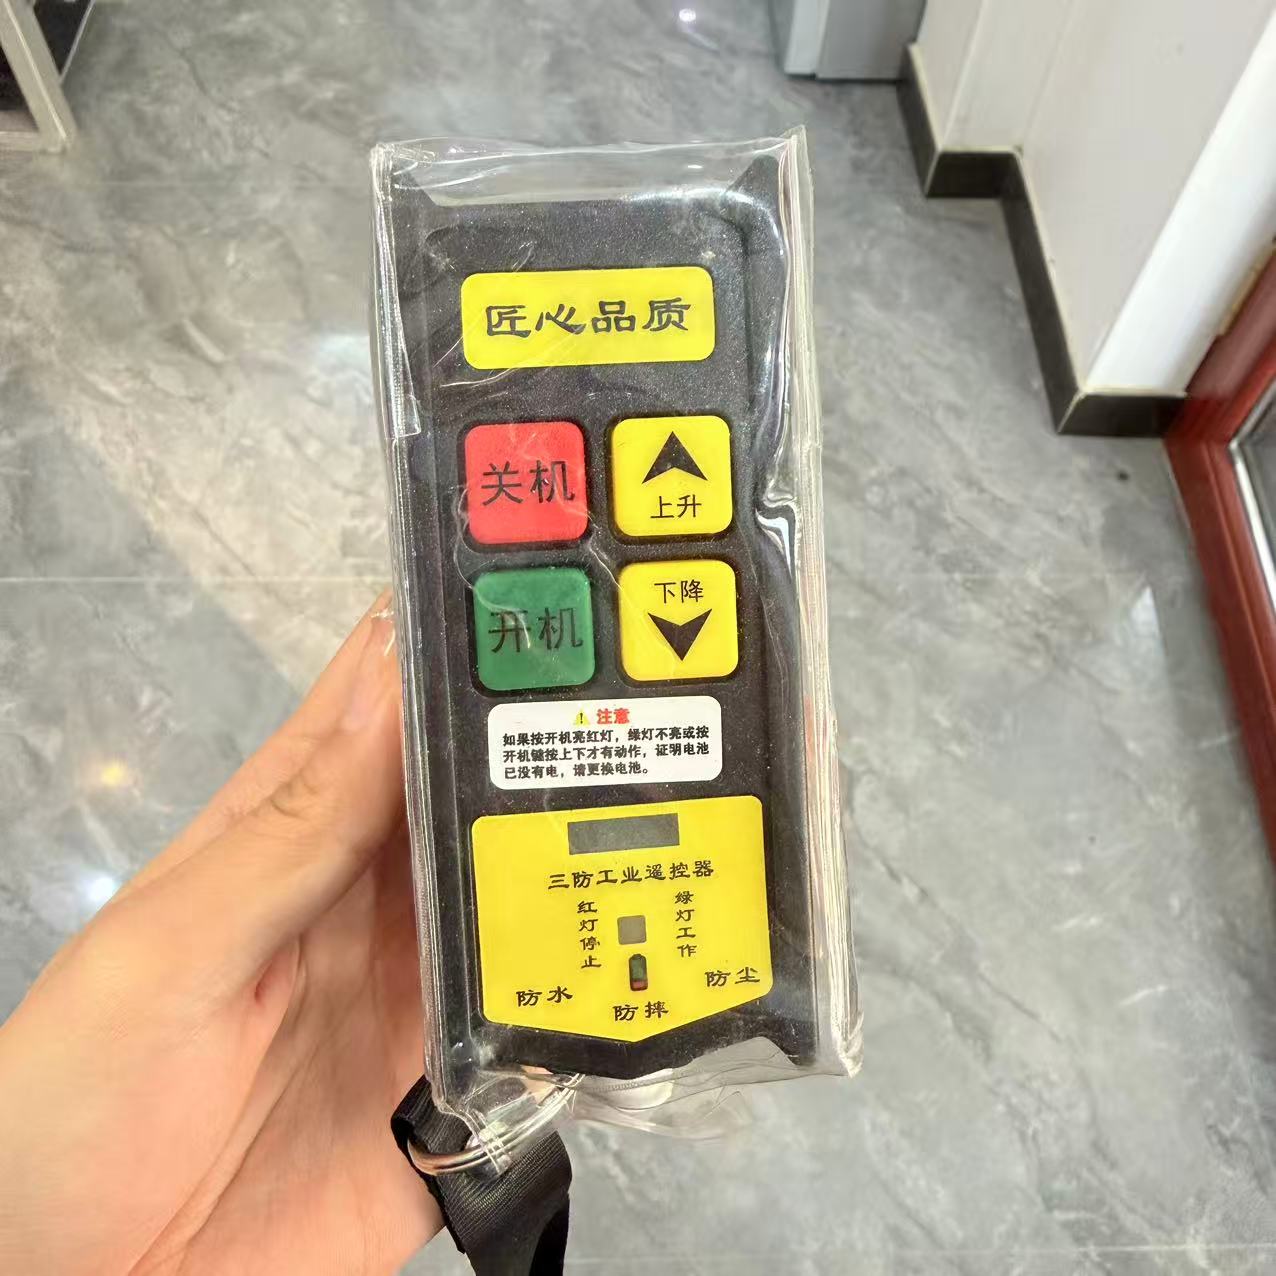 匠心品质
关机
上升
开机
下降
注意
如果按开机亮红灯，绿灯不亮或按
开机键按上下才有动作，证明电池
已没有电，请更换电池。
三防工业遥控器
红灯停止
绿灯工作
防水
防摔
防尘